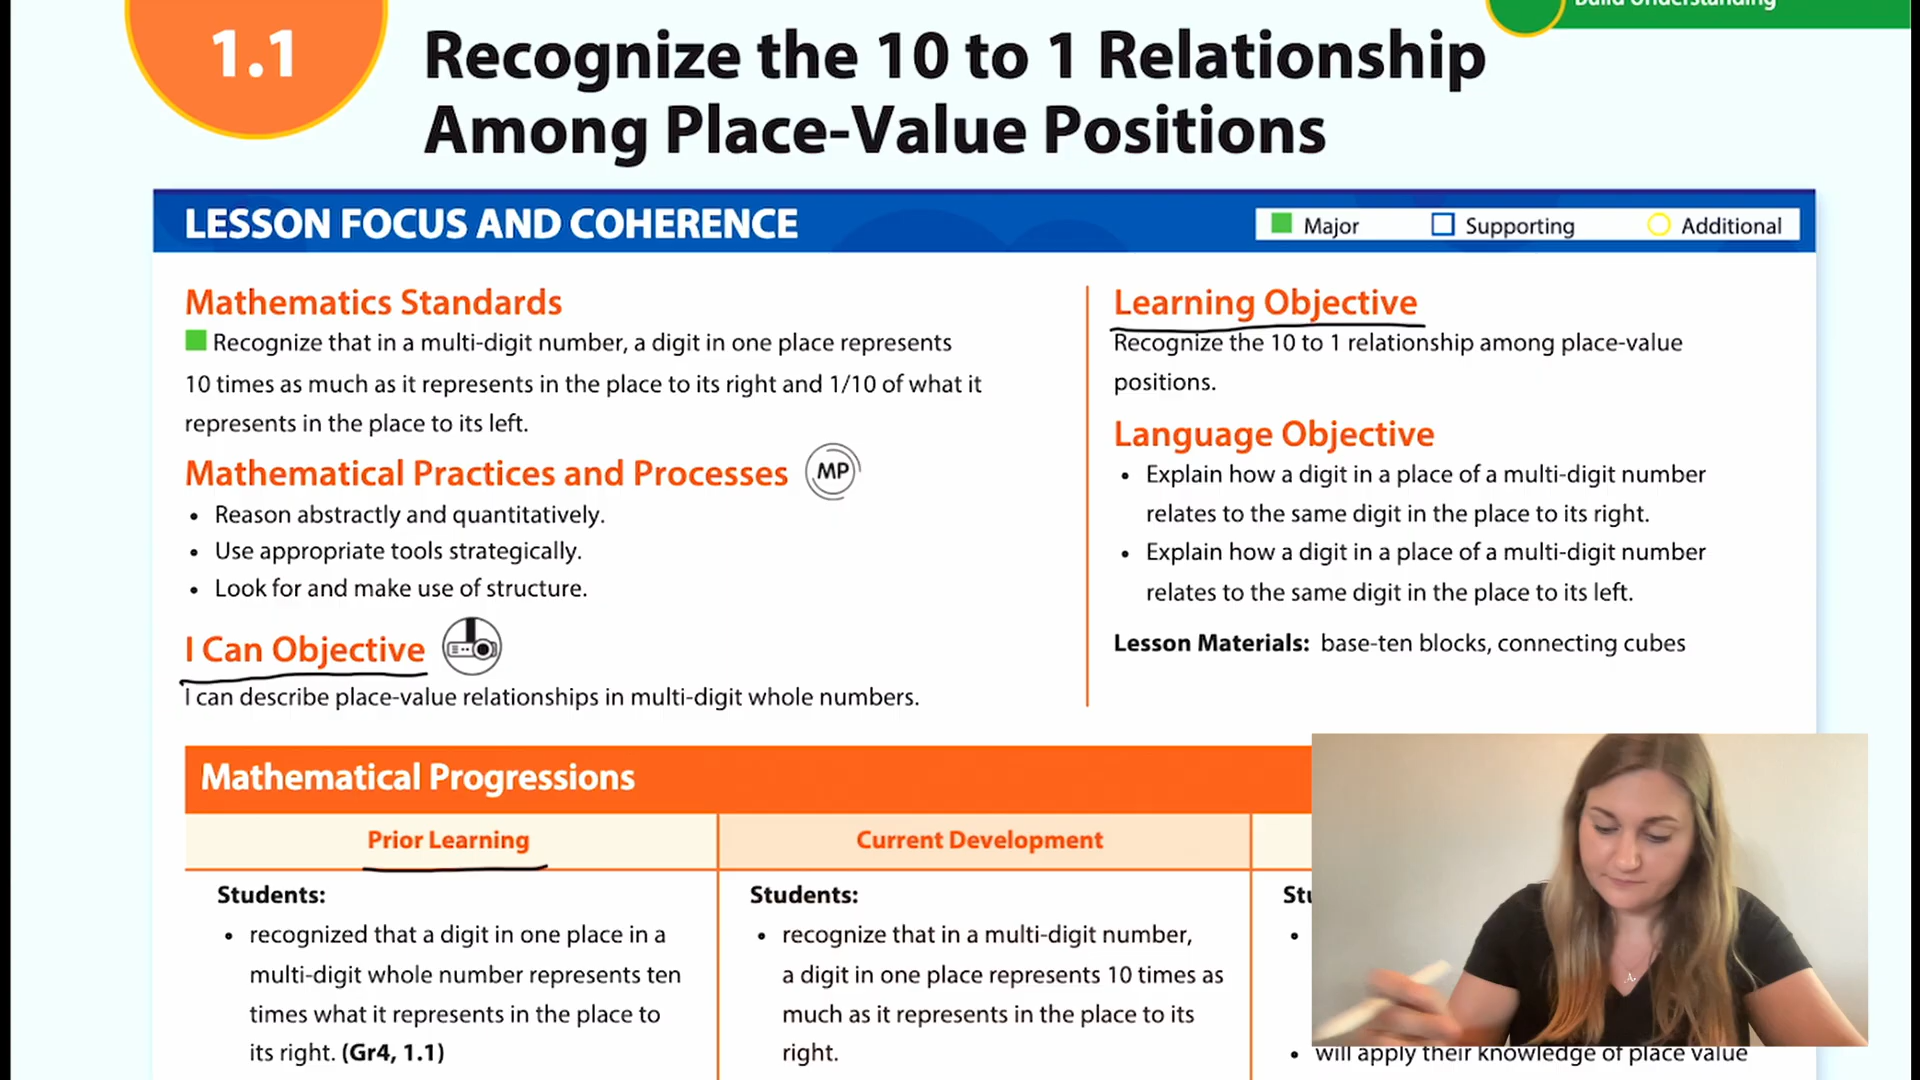 Build Understanding
1.1
Recognize the 10 to 1 Relationship
Among Place-Value Positions
LESSON FOCUS AND COHERENCE
Major
Supporting
Additional
Mathematics Standards
Recognize that in a multi-digit number, a digit in one place represents
10 times as much as it represents in the place to its right and 1/10 of what it
represents in the place to its left.
Mathematical Practices and Processes
MP
• Reason abstractly and quantitatively.
• Use appropriate tools strategically.
• Look for and make use of structure.
I Can Objective
I can describe place-value relationships in multi-digit whole numbers.
Learning Objective
Recognize the 10 to 1 relationship among place-value
positions.
Language Objective
• Explain how a digit in a place of a multi-digit number
relates to the same digit in the place to its right.
• Explain how a digit in a place of a multi-digit number
relates to the same digit in the place to its left.
Lesson Materials: base-ten blocks, connecting cubes
Mathematical Progressions
Prior Learning
Students:
• recognized that a digit in one place in a
multi-digit whole number represents ten
times what it represents in the place to
its right. (Gr4, 1.1)
Current Development
Students:
• recognize that in a multi-digit number,
a digit in one place represents 10 times as
much as it represents in the place to its
right.
• will apply their knowledge of place value